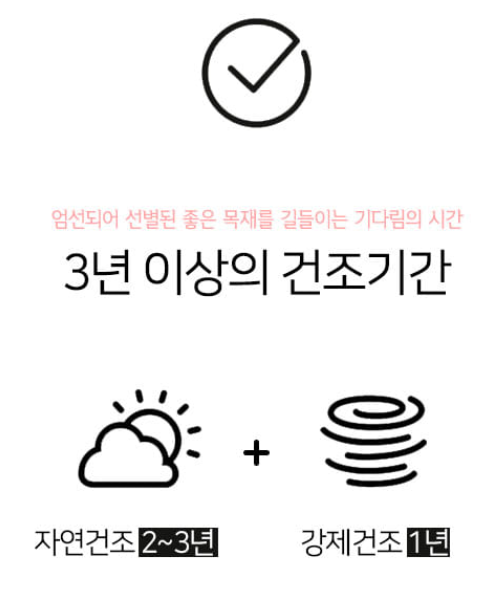 엄선되어 선별된 좋은 목재를 길들이는 기다림의 시간
3년 이상의 건조기간
+
자연건조 2~3년 강제건조 1년